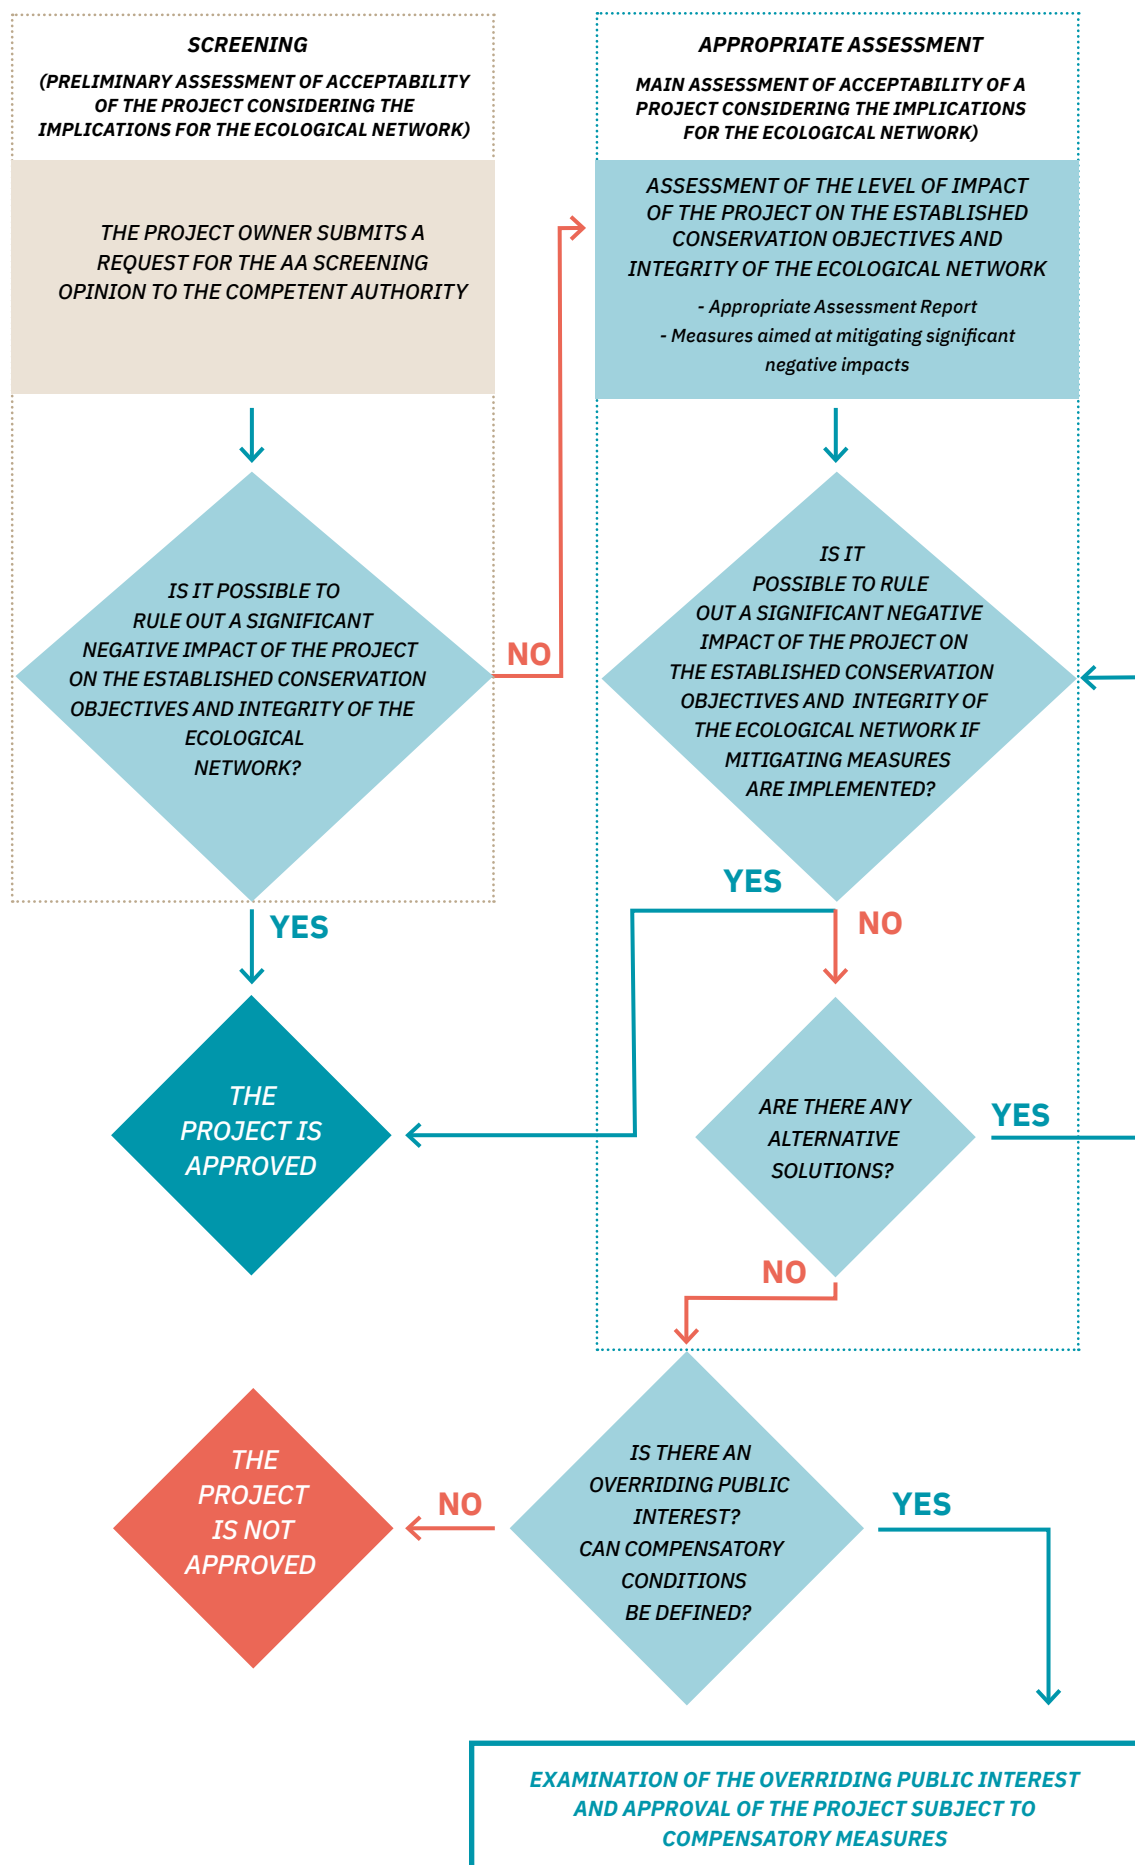 SCREENING
(PRELIMINARY ASSESSMENT OF ACCEPTABILITY
OF THE PROJECT CONSIDERING THE
IMPLICATIONS FOR THE ECOLOGICAL NETWORK)
THE PROJECT OWNER SUBMITS A
REQUEST FOR THE AA SCREENING
OPINION TO THE COMPETENT AUTHORITY
IS IT POSSIBLE TO
RULE OUT A SIGNIFICANT
NEGATIVE IMPACT OF THE PROJECT
ON THE ESTABLISHED CONSERVATION
OBJECTIVES AND INTEGRITY OF THE
ECOLOGICAL
NETWORK?
NO
YES
THE
PROJECT IS
APPROVED
APPROPRIATE ASSESSMENT
MAIN ASSESSMENT OF ACCEPTABILITY OF A
PROJECT CONSIDERING THE IMPLICATIONS
FOR THE ECOLOGICAL NETWORK)
ASSESSMENT OF THE LEVEL OF IMPACT
OF THE PROJECT ON THE ESTABLISHED
CONSERVATION OBJECTIVES AND
INTEGRITY OF THE ECOLOGICAL NETWORK
- Appropriate Assessment Report
- Measures aimed at mitigating significant
negative impacts
IS IT
POSSIBLE TO RULE
OUT A SIGNIFICANT NEGATIVE
IMPACT OF THE PROJECT ON
THE ESTABLISHED CONSERVATION
OBJECTIVES AND INTEGRITY OF
THE ECOLOGICAL NETWORK IF
MITIGATING MEASURES
ARE IMPLEMENTED?
YES
NO
ARE THERE ANY
ALTERNATIVE
SOLUTIONS?
YES
NO
IS THERE AN
OVERRIDING PUBLIC
INTEREST?
CAN COMPENSATORY
CONDITIONS
BE DEFINED?
NO
THE
PROJECT
IS NOT
APPROVED
YES
EXAMINATION OF THE OVERRIDING PUBLIC INTEREST
AND APPROVAL OF THE PROJECT SUBJECT TO
COMPENSATORY MEASURES